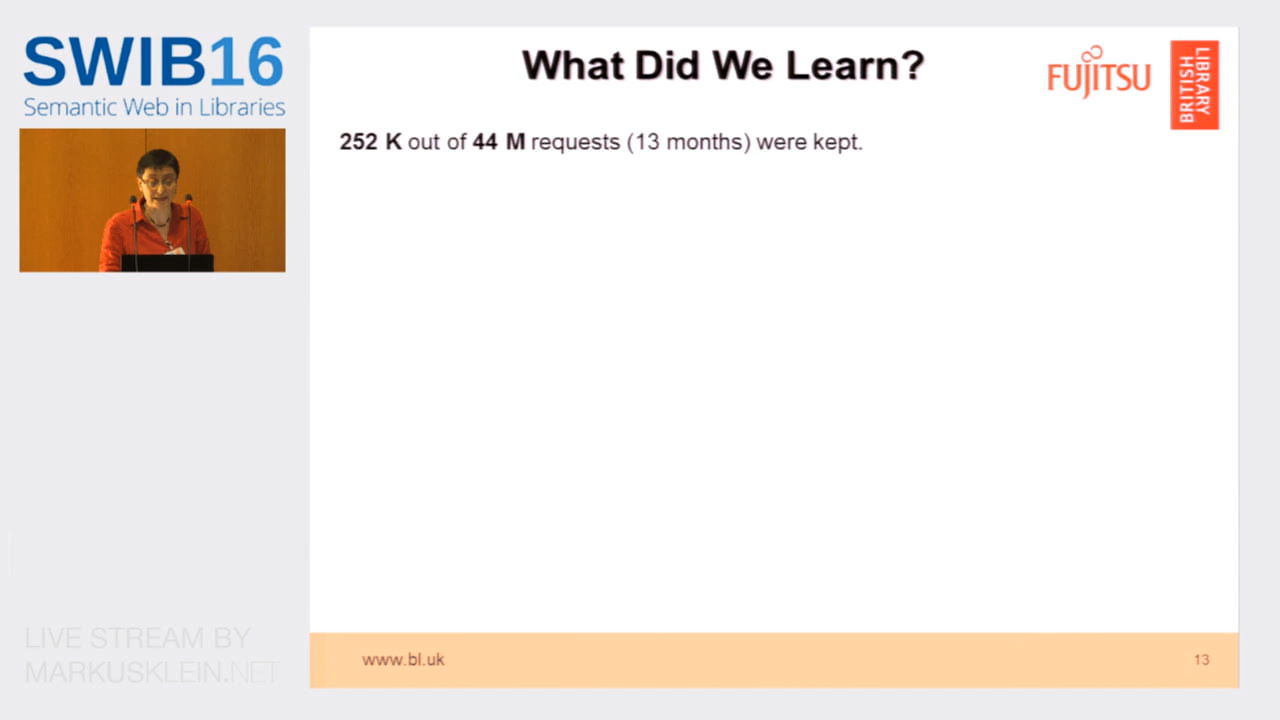 SWIB16
Semantic Web in Libraries
What Did We Learn?
FUJITSU
LIBRARY
BRITISH
252 K out of 44 M requests (13 months) were kept.
LIVE STREAM BY
MARKUSKLEIN.NET
www.bl.uk
13